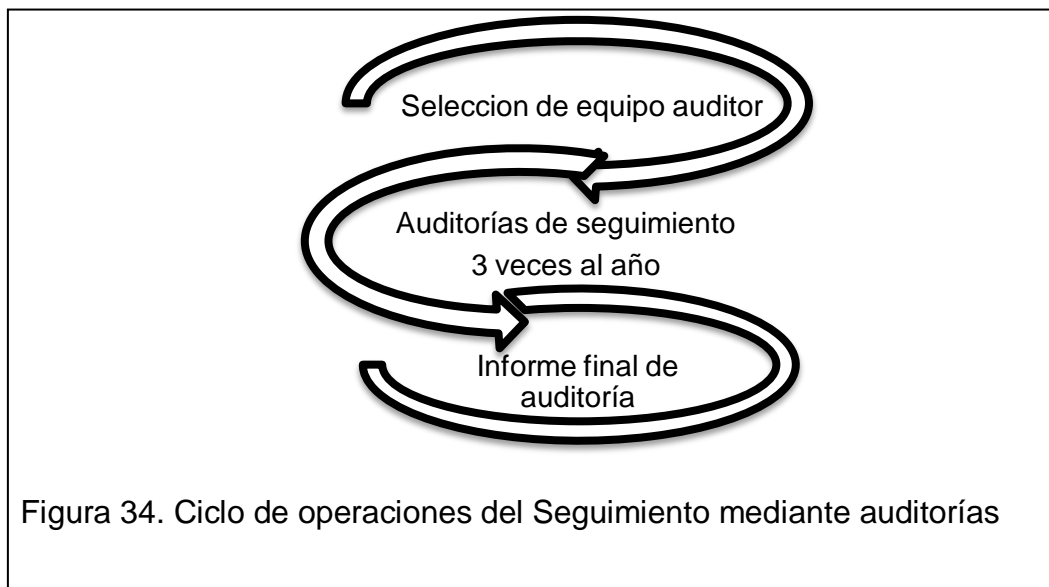 Seleccion de equipo auditor
Auditorías de seguimiento
3 veces al año
Informe final de
auditoría
Figura 34. Ciclo de operaciones del Seguimiento mediante auditorías